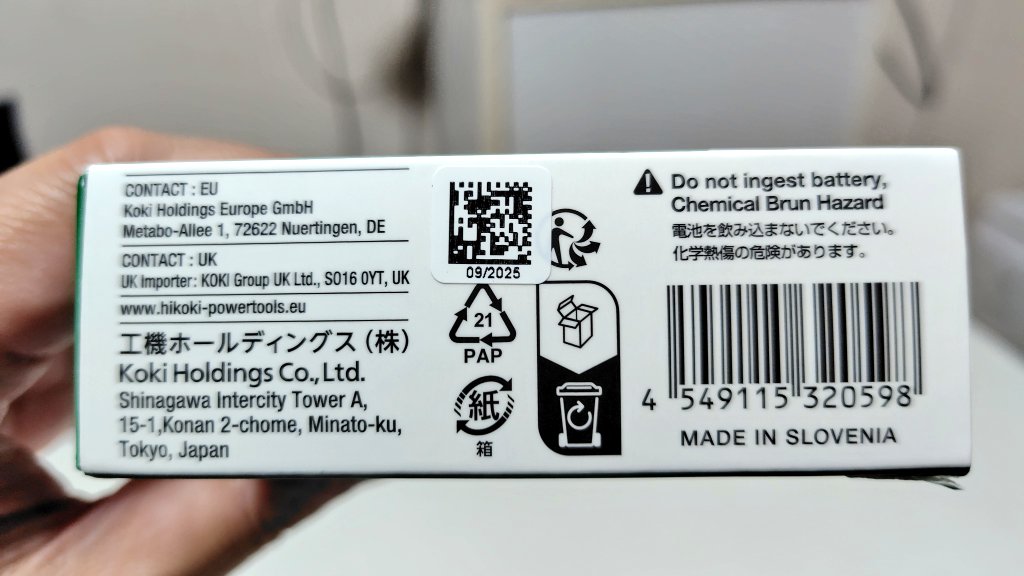 CONTACT : EU
Koki Holdings Europe GmbH
Metabo-Allee 1, 72622 Nuertingen, DE
CONTACT : UK
UK Importer : KOKI Group UK Ltd., SO16 0YT, UK
www.hikoki-powertools.eu
工機ホールディングス（株）
Koki Holdings Co., Ltd.
Shinagawa Intercity Tower A,
15-1,Konan 2-chome, Minato-ku,
Tokyo, Japan
09/2025
21
PAP
紙
箱
Do not ingest battery,
Chemical Brun Hazard
電池を飲み込まないでください。
化学熱傷の危険があります。
4 549115 320598
MADE IN SLOVENIA